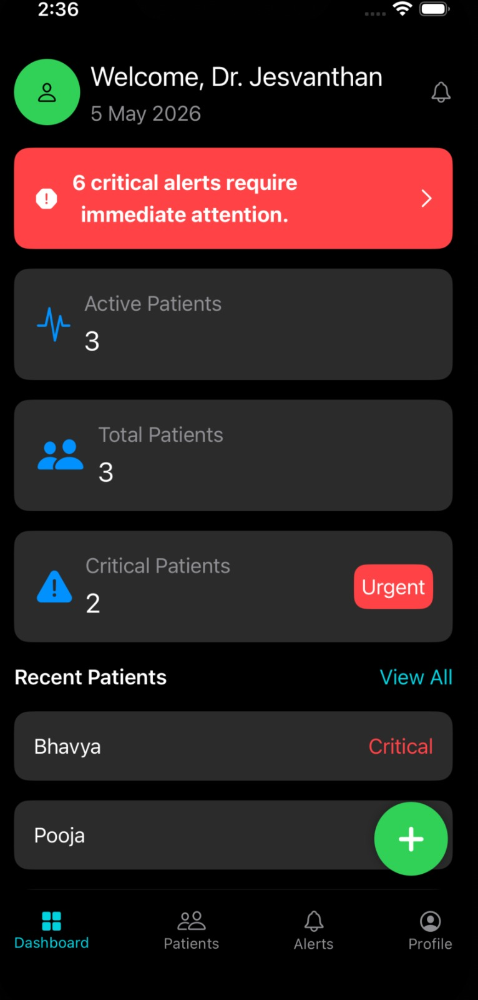 2:36
Welcome, Dr. Jesvanthan
5 May 2026
6 critical alerts require
immediate attention.
Active Patients
3
Total Patients
3
Critical Patients
2
Urgent
Recent Patients
View All
Bhavya
Critical
Pooja
Dashboard
Patients
Alerts
Profile